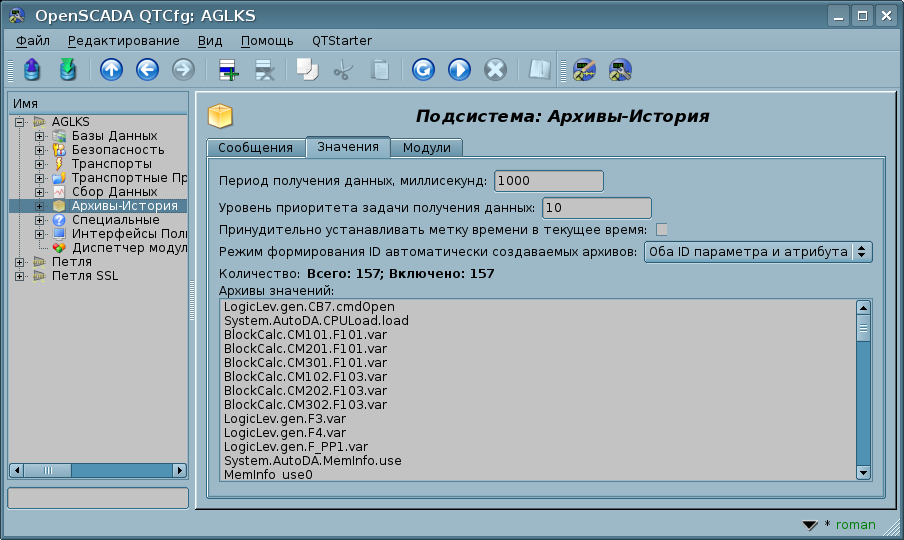 OpenSCADA QTCfg: AGLKS
Файл Редактирование Вид Помощь QTStarter
Имя
AGLKS
Базы Данных
Безопасность
Транспорты
Транспортные Пр
Сбор Данных
Архивы-История
Специальные
Интерфейсы Пол
Диспетчер модул
Петля
Петля SSL
Подсистема: Архивы-История
Сообщения Значения Модули
Период получения данных, миллисекунд: 1000
Уровень приоритета задачи получения данных: 10
Принудительно устанавливать метку времени в текущее время:
Режим формирования ID автоматически создаваемых архивов: Оба ID параметра и атрибута
Количество: Всего: 157; Включено: 157
Архивы значений:
LogicLev.gen.CB7.cmdOpen
System.AutoDA.CPULoad.load
BlockCalc.CM101.F101.var
BlockCalc.CM201.F101.var
BlockCalc.CM301.F101.var
BlockCalc.CM102.F103.var
BlockCalc.CM202.F103.var
BlockCalc.CM302.F103.var
LogicLev.gen.F3.var
LogicLev.gen.F4.var
LogicLev.gen.F_PP1.var
System.AutoDA.MemInfo.use
MemInfo_use0
* roman